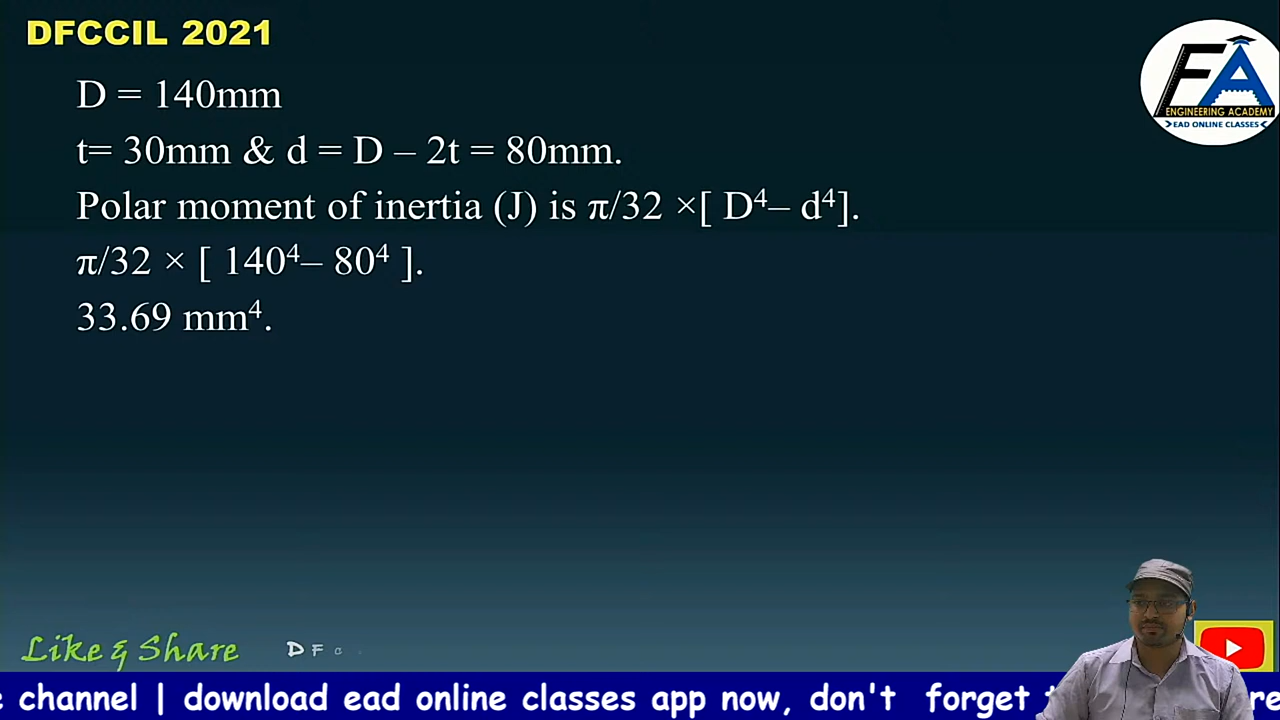 DFCCIL 2021
D = 140mm
t= 30mm & d = D – 2t = 80mm.
Polar moment of inertia (J) is π/32 ×[ D⁴– d⁴].
π/32 × [ 140⁴– 80⁴ ].
33.69 mm⁴.
EA
ENGINEERING ACADEMY
EAD ONLINE CLASSES
Like & Share
D F C
channel | download ead online classes app now, don't forget